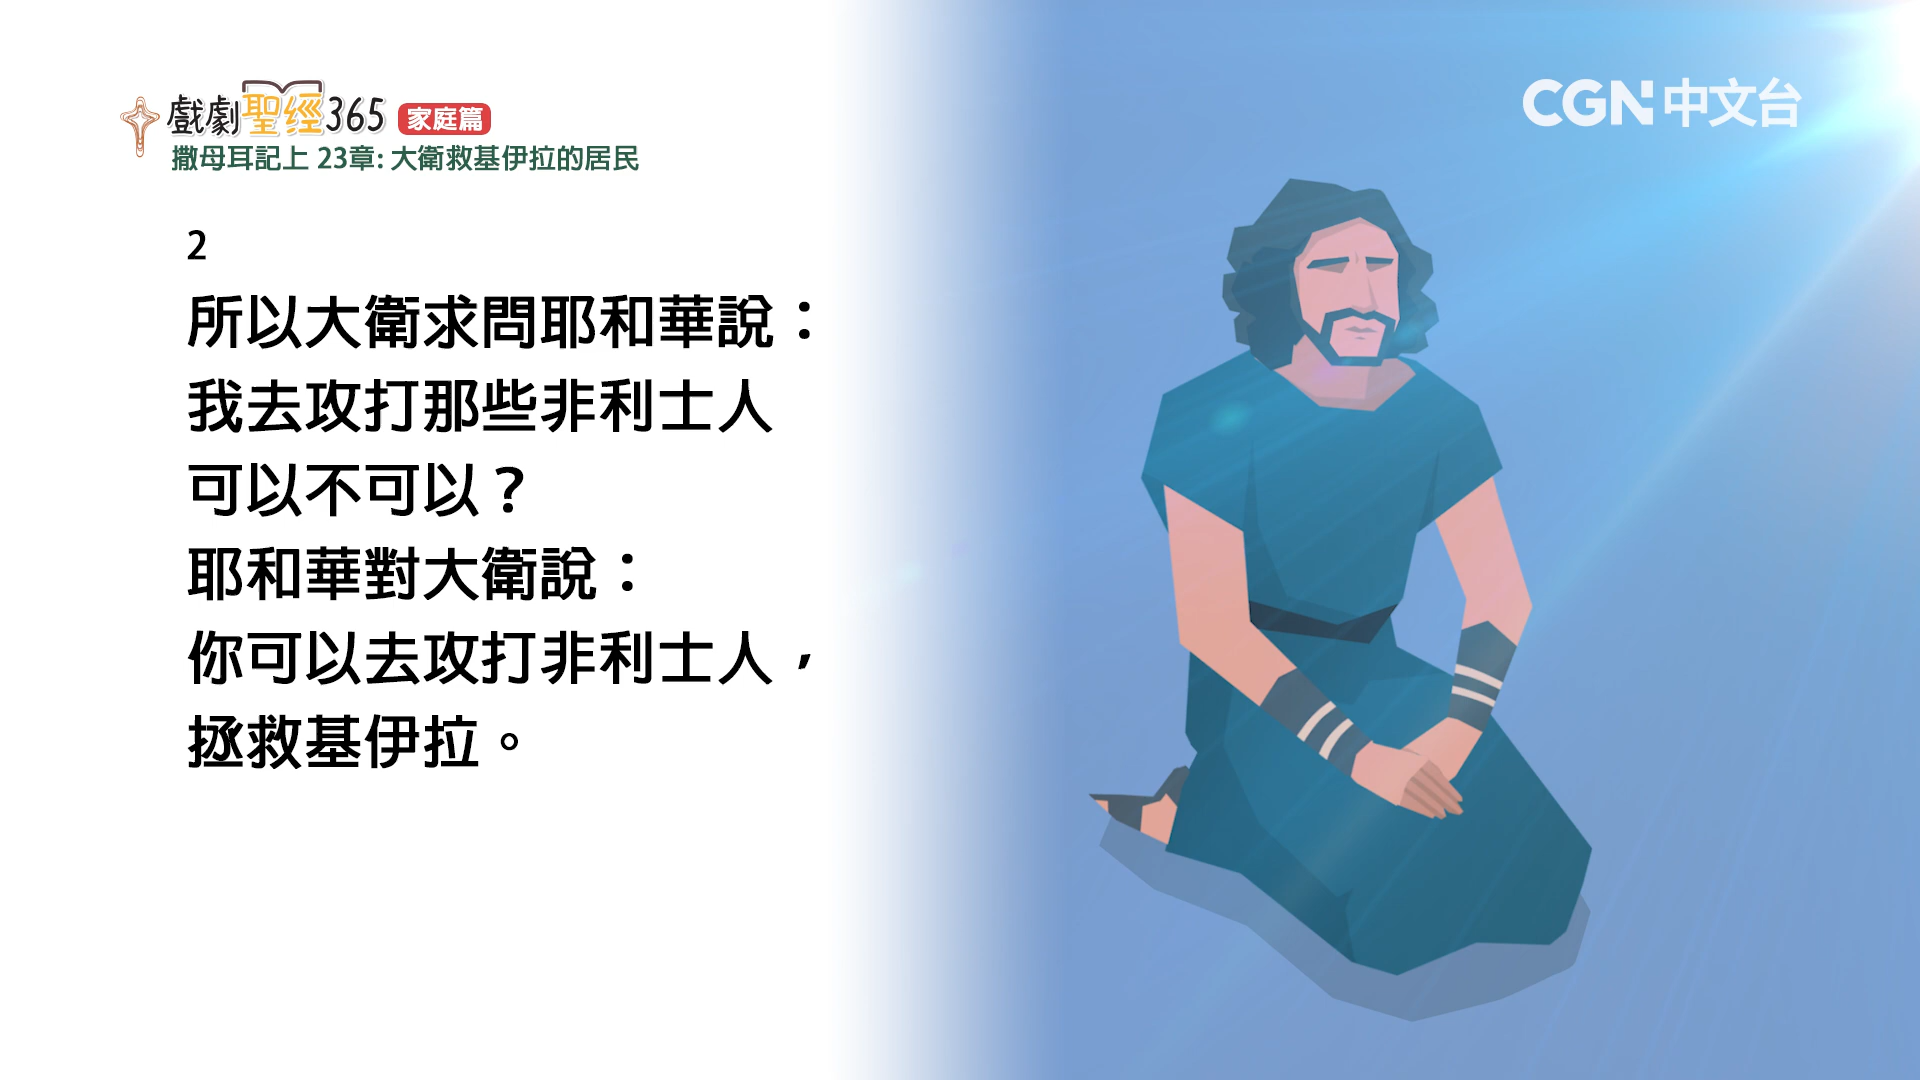 戲劇聖經365 家庭篇
CGN中文台
撒母耳記上 23章: 大衛救基伊拉的居民
2
所以大衛求問耶和華說：
我去攻打那些非利士人
可以不可以？
耶和華對大衛說：
你可以去攻打非利士人，
拯救基伊拉。